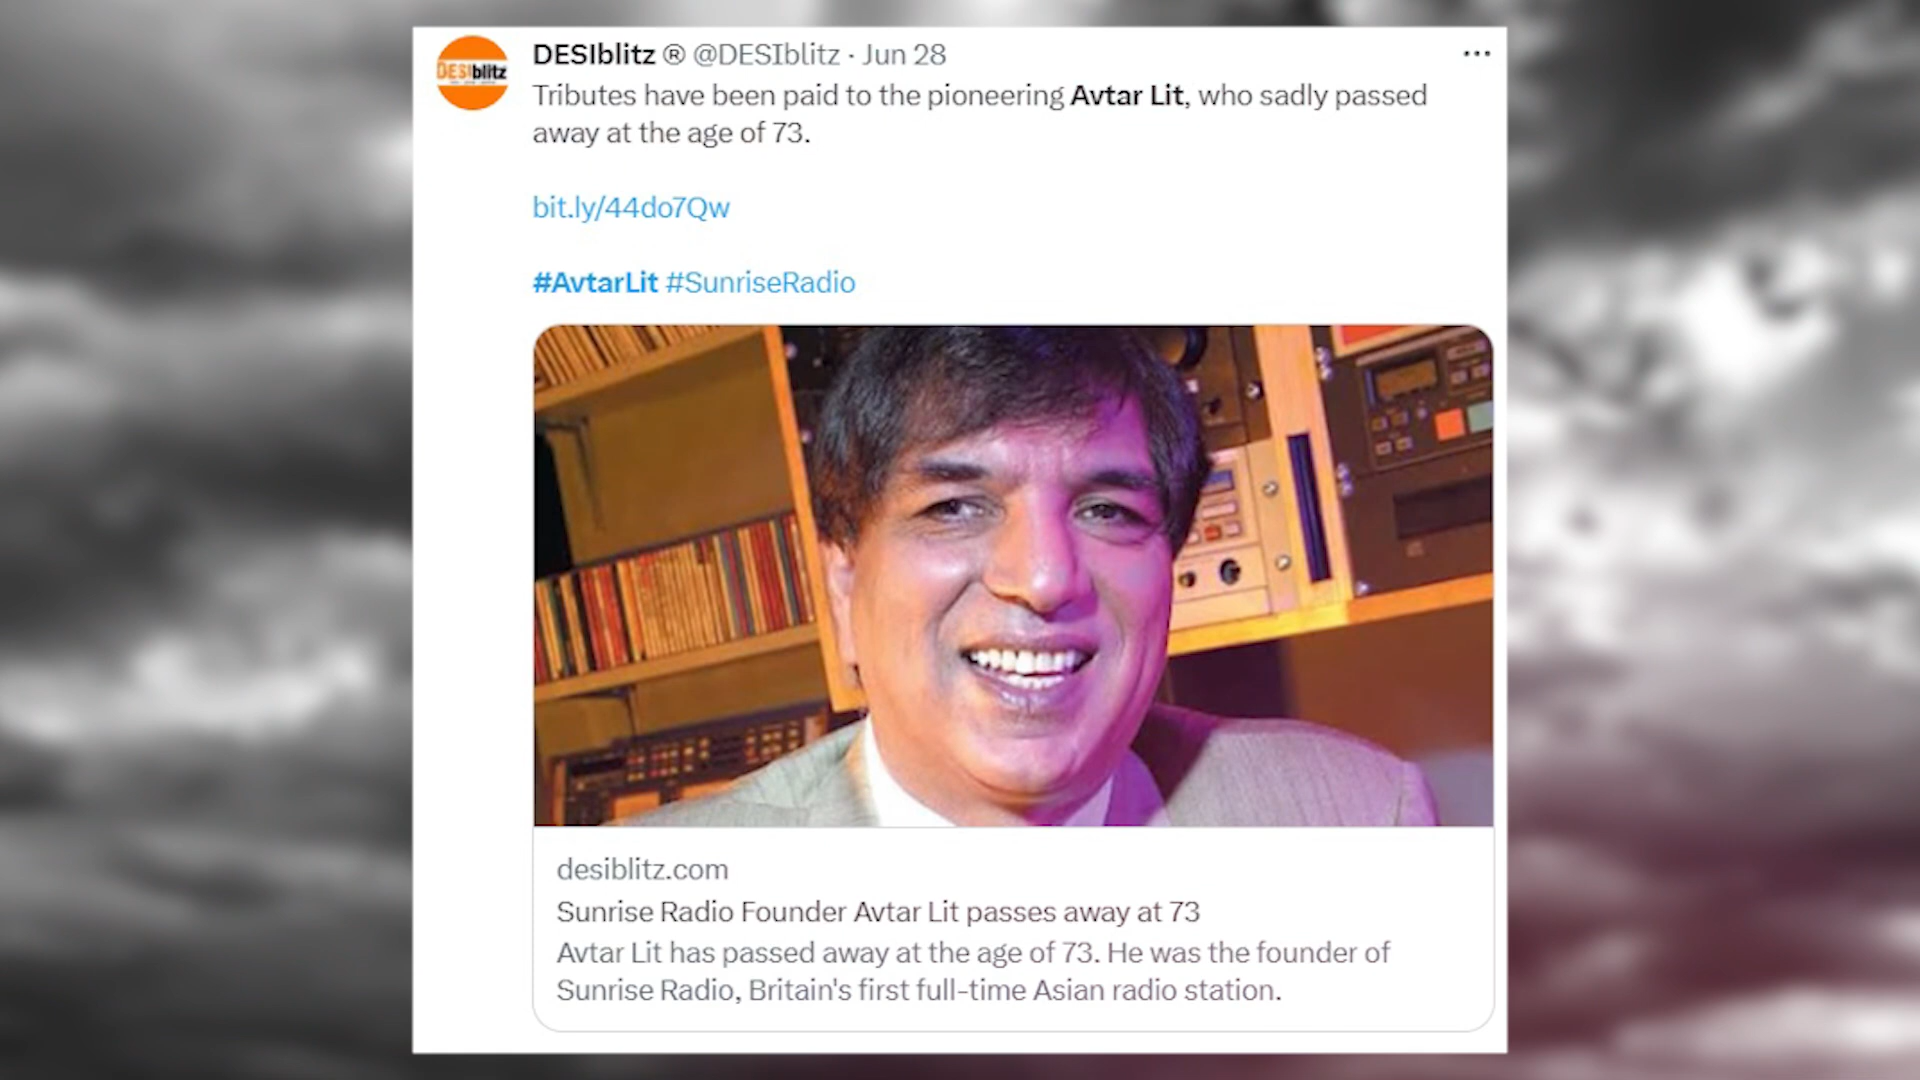 DESIblitz
DESIblitz ® @DESIblitz · Jun 28
Tributes have been paid to the pioneering Avtar Lit, who sadly passed
away at the age of 73.
bit.ly/44do7Qw
#AvtarLit #SunriseRadio
desiblitz.com
Sunrise Radio Founder Avtar Lit passes away at 73
Avtar Lit has passed away at the age of 73. He was the founder of
Sunrise Radio, Britain's first full-time Asian radio station.